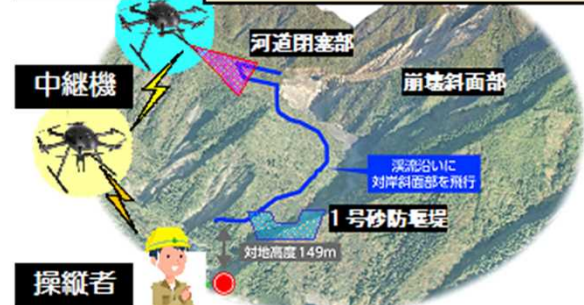 河道閉塞部
中継機
崩壊斜面部
渓流沿いに
対岸斜面部を飛行
1号砂防堰堤
対地高度149m
操縦者